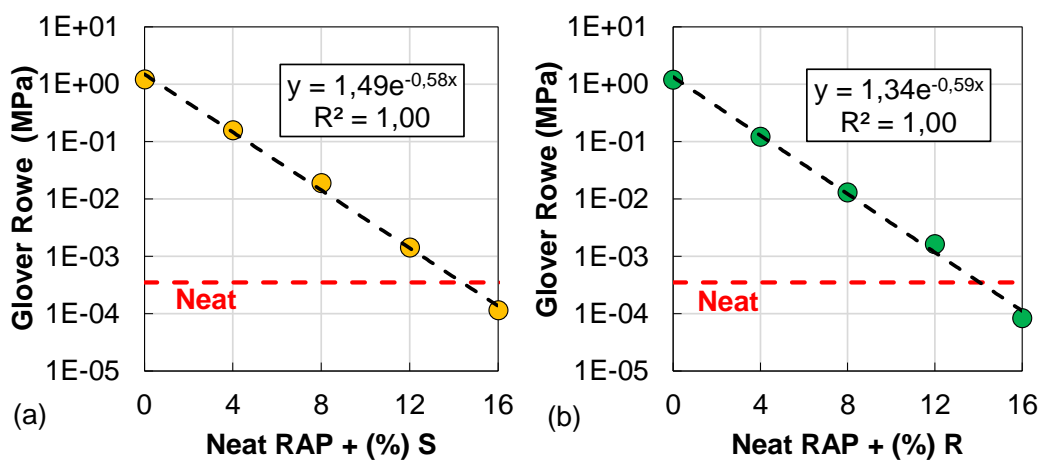 Glover Rowe (MPa)
1E+01
1E+00
1E-01
1E-02
1E-03
1E-04
1E-05
y = 1,49e^-0,58x
R² = 1,00
Neat
0 4 8 12 16
(a)
Neat RAP + (%) S
Glover Rowe (MPa)
1E+01
1E+00
1E-01
1E-02
1E-03
1E-04
1E-05
y = 1,34e^-0,59x
R² = 1,00
Neat
0 4 8 12 16
(b)
Neat RAP + (%) R